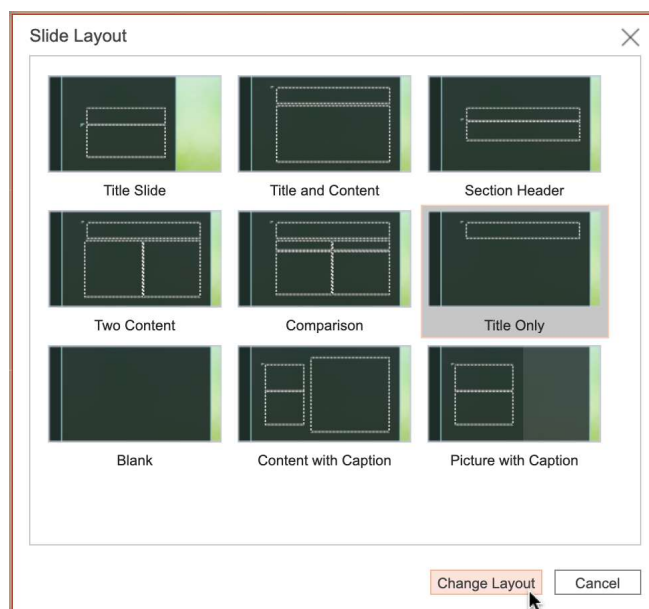 Slide Layout
Title Slide
Title and Content
Section Header
Two Content
Comparison
Title Only
Blank
Content with Caption
Picture with Caption
Change Layout
Cancel